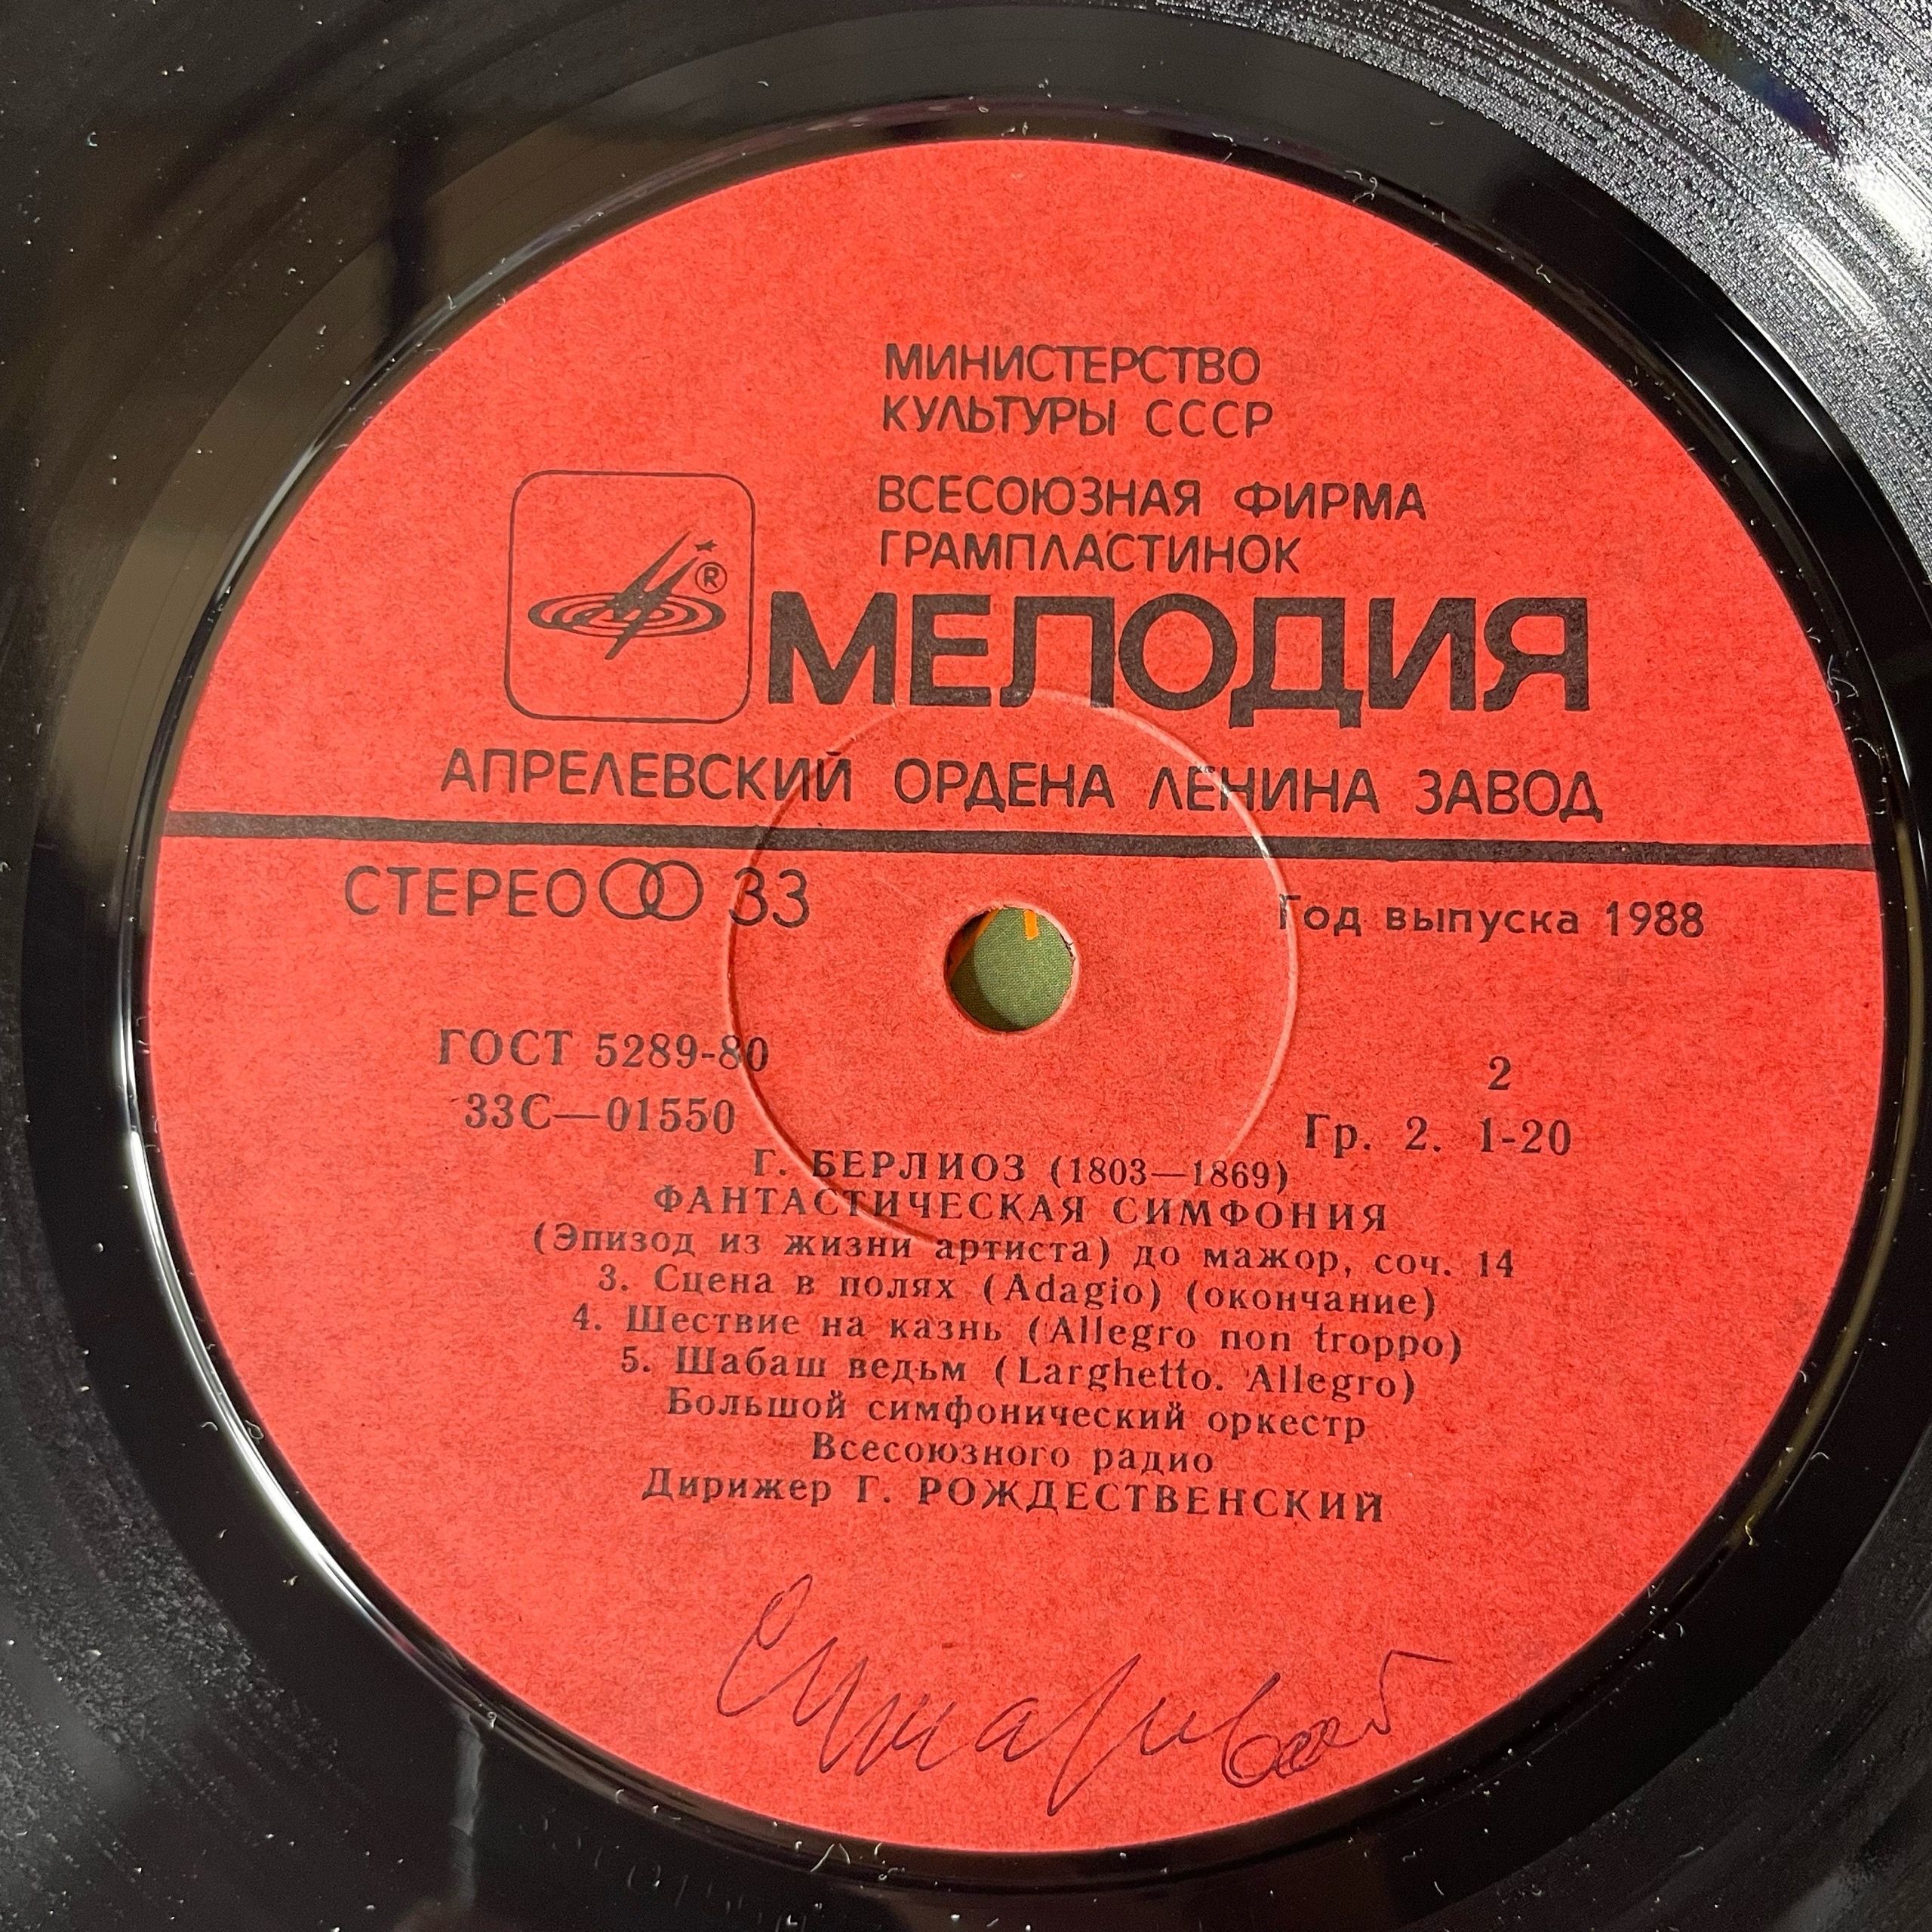 МИНИСТЕРСТВО
КУЛЬТУРЫ СССР
ВСЕСОЮЗНАЯ ФИРМА
ГРАМПЛАСТИНОК
®
МЕЛОДИЯ
АПРЕЛЕВСКИЙ ОРДЕНА ЛЕНИНА ЗАВОД
СТЕРЕО 33
Год выпуска 1988
ГОСТ 5289-80
2
33С—01550
Гр. 2. 1-20
Г. БЕРЛИОЗ (1803—1869)
ФАНТАСТИЧЕСКАЯ СИМФОНИЯ
(Эпизод из жизни артиста) до мажор, соч. 14
3. Сцена в полях (Adagio) (окончание)
4. Шествие на казнь (Allegro non troppo)
5. Шабаш ведьм (Larghetto. Allegro)
Большой симфонический оркестр
Всесоюзного радио
Дирижер Г. РОЖДЕСТВЕНСКИЙ